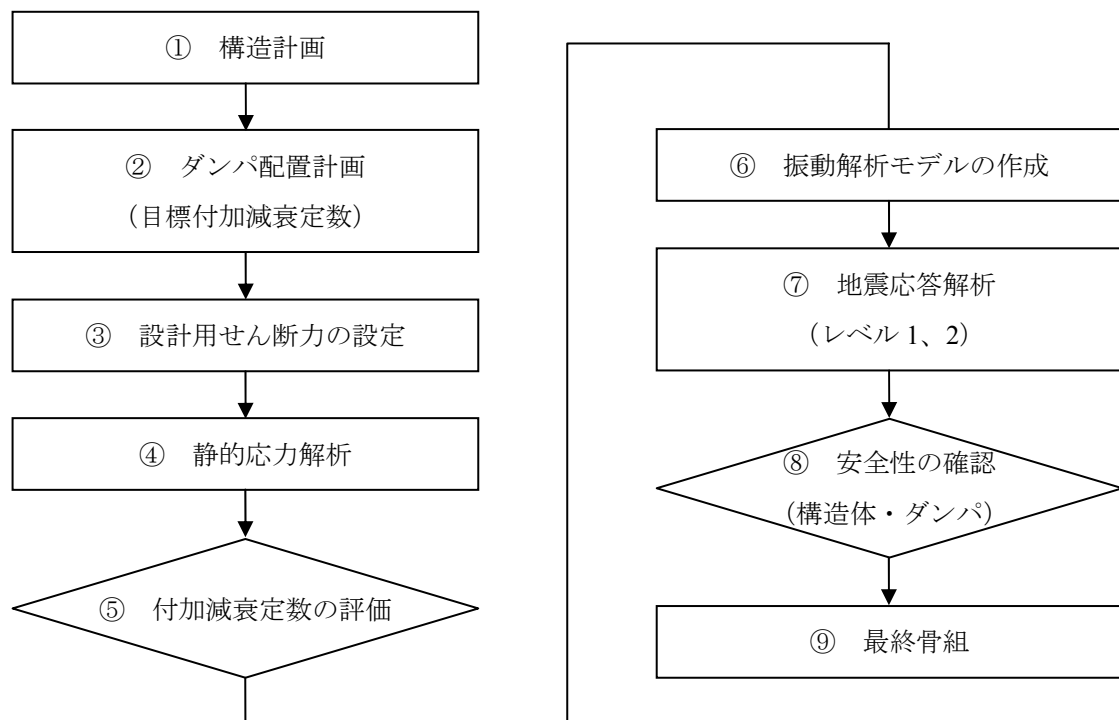 ① 構造計画
② ダンパ配置計画
（目標付加減衰定数）
③ 設計用せん断力の設定
④ 静的応力解析
⑤ 付加減衰定数の評価
⑥ 振動解析モデルの作成
⑦ 地震応答解析
（レベル 1、2）
⑧ 安全性の確認
（構造体・ダンパ）
⑨ 最終骨組